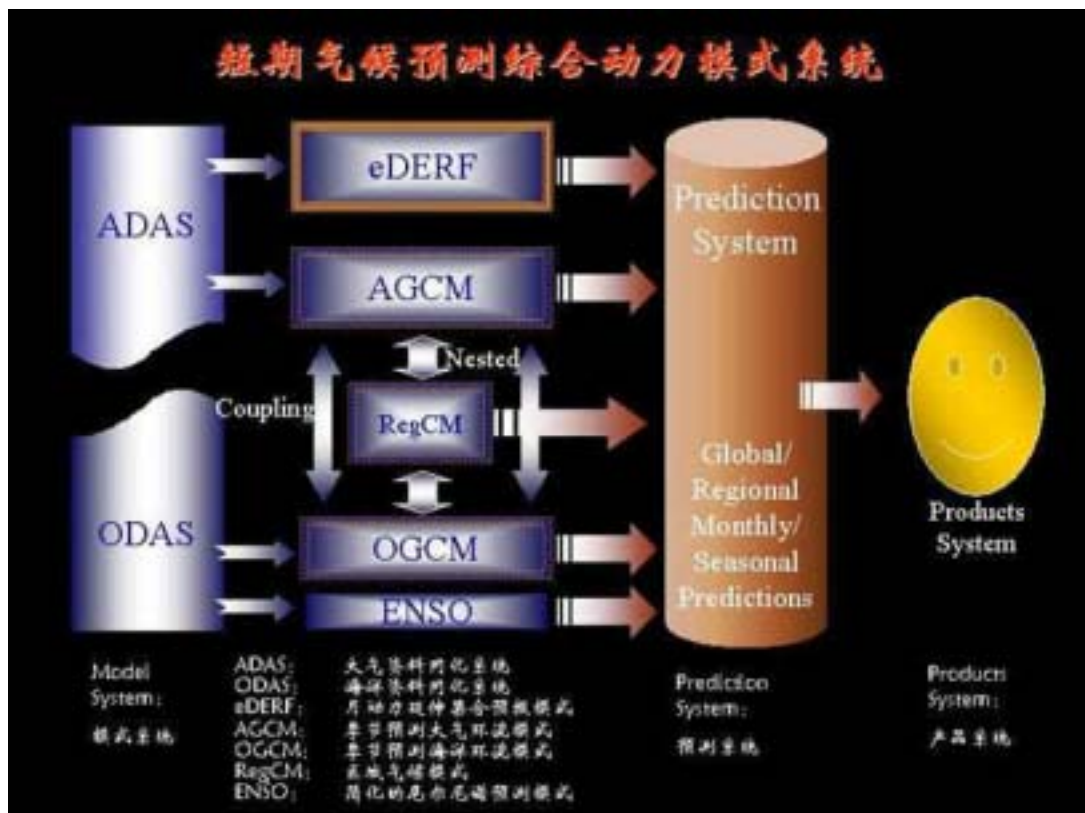 短期气候预测综合动力模式系统
eDERF
ADAS
AGCM
Nested
Coupling
RegCM
ODAS
OGCM
ENSO
Prediction
System
Global/
Regional
Monthly/
Seasonal
Predictions
Products
System
Model
System:
模式系统
ADAS: 大气资料同化系统
ODAS: 海洋资料同化系统
eDERF: 月动力延伸集合预报模式
AGCM: 季节预测大气环流模式
OGCM: 季节预测海洋环流模式
RegCM: 区域气候模式
ENSO: 简化的厄尔尼诺预测模式
Prediction
System:
预测系统
Products
System:
产品系统